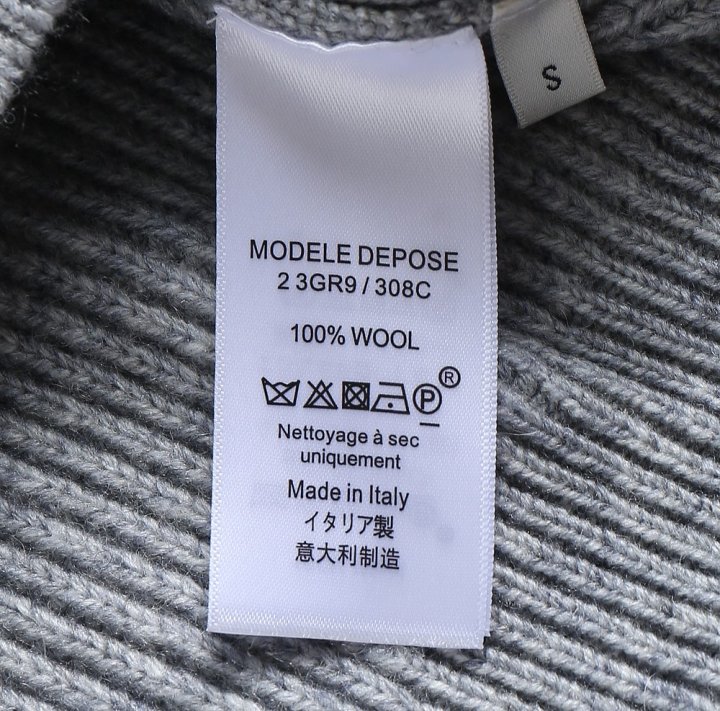 S
MODELE DEPOSE
2 3GR9 / 308C
100% WOOL
P ®
Nettoyage à sec
uniquement
Made in Italy
イタリア製
意大利制造